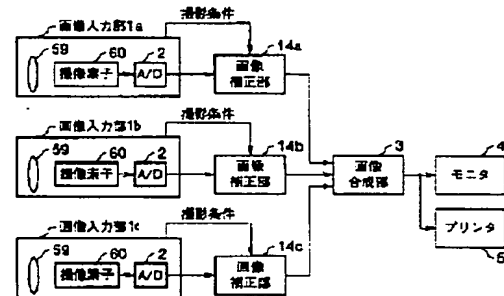 画像入力部1a
撮影条件
59
60
2
14a
撮像素子
A/D
画像
補正部
画像入力部1b
撮影条件
59
60
2
14b
3
4
撮像素子
A/D
画像
補正部
画像
合成部
モニタ
プリンタ
5
画像入力部1c
撮影条件
59
60
2
14c
撮像素子
A/D
画像
補正部